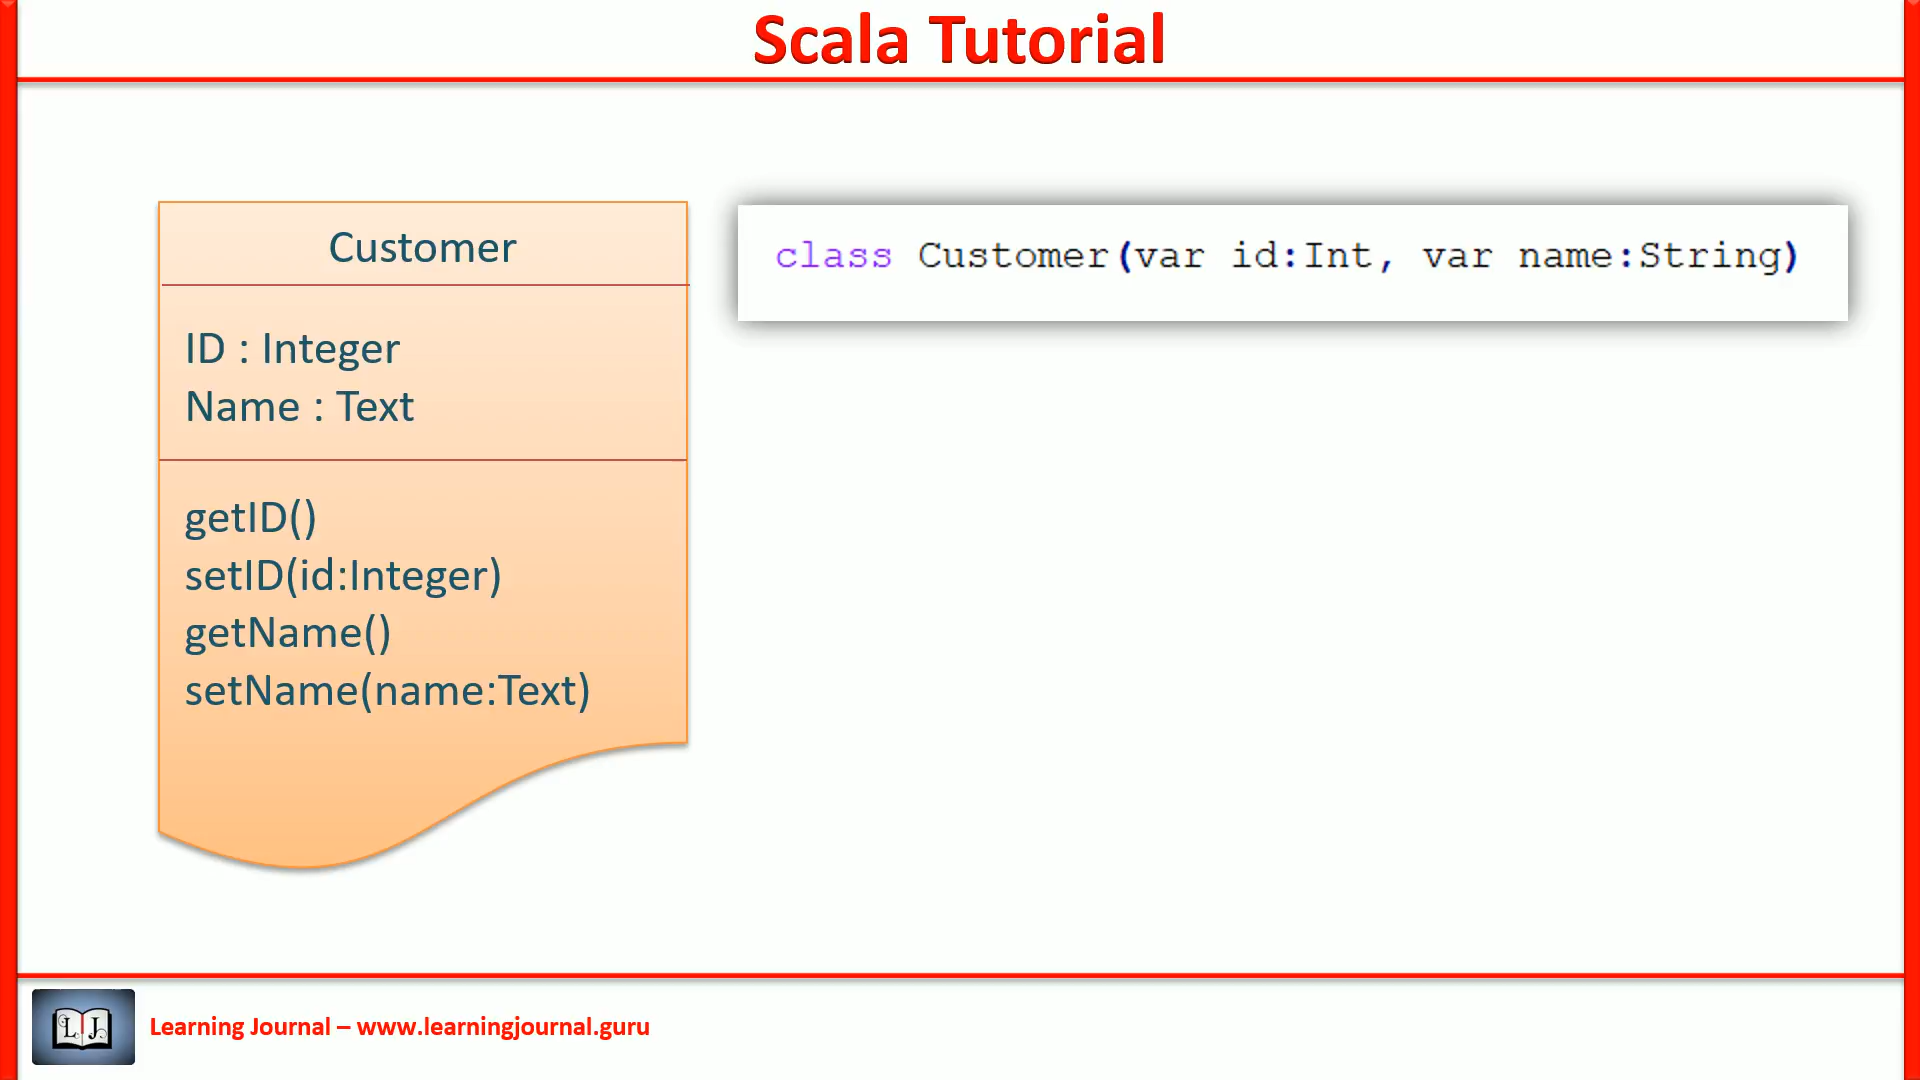 Scala Tutorial
Customer
ID : Integer
Name : Text
getID()
setID(id:Integer)
getName()
setName(name:Text)
class Customer(var id:Int, var name:String)
L J
Learning Journal – www.learningjournal.guru